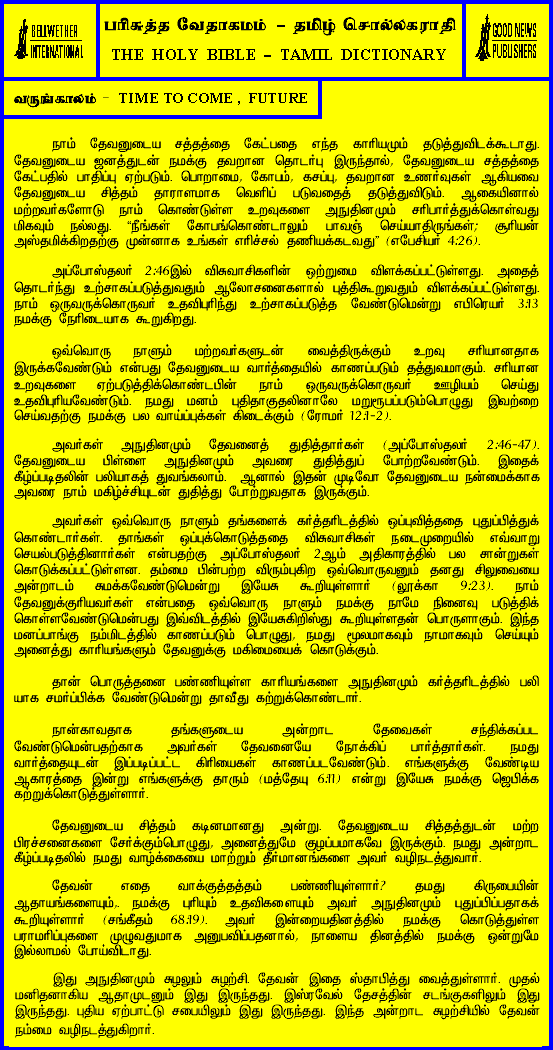 BELLWETHER
INTERNATIONAL
பரிசுத்த வேதாகமம் – தமிழ் சொல்லகராதி
THE HOLY BIBLE – TAMIL DICTIONARY
GOOD NEWS
PUBLISHERS
வருங்காலம் – TIME TO COME , FUTURE
நாம் தேவனுடைய சத்தத்தை கேட்பதை எந்த காரியமும் தடுத்துவிடக்கூடாது.
தேவனுடைய ஜனத்துடன் நமக்கு தவறான தொடர்பு இருந்தால், தேவனுடைய சத்தத்தை
கேட்பதில் பாதிப்பு ஏற்படும். பொறாமை, கோபம், கசப்பு, தவறான உணர்வுகள் ஆகியவை
தேவனுடைய சித்தம் தாராளமாக வெளிப் படுவதைத் தடுத்துவிடும். ஆகையினால்
மற்றவர்களோடு நாம் கொண்டுள்ள உறவுகளை அநுதினமும் சரிபார்த்துக்கொள்வது
மிகவும் நல்லது. “நீங்கள் கோபங்கொண்டாலும் பாவஞ் செய்யாதிருங்கள்; சூரியன்
அஸ்தமிக்கிறதற்கு முன்னாக உங்கள் எரிச்சல் தணியக்கடவது” (எபேசியர் 4:26).
அப்போஸ்தலர் 2:46இல் விசுவாசிகளின் ஒற்றுமை விளக்கப்பட்டுள்ளது. அதைத்
தொடர்ந்து உற்சாகப்படுத்துவதும் ஆலோசனைகளால் புத்திகூறுவதும் விளக்கப்பட்டுள்ளது.
நாம் ஒருவருக்கொருவர் உதவிபுரிந்து உற்சாகப்படுத்த வேண்டுமென்று எபிரெயர் 3:13
நமக்கு நேரிடையாக கூறுகிறது.
ஒவ்வொரு நாளும் மற்றவர்களுடன் வைத்திருக்கும் உறவு சரியானதாக
இருக்கவேண்டும் என்பது தேவனுடைய வார்த்தையில் காணப்படும் தத்துவமாகும். சரியான
உறவுகளை ஏற்படுத்திக்கொண்டபின் நாம் ஒருவருக்கொருவர் ஊழியம் செய்து
உதவிபுரியவேண்டும். நமது மனம் புதிதாகுதலினாலே மறுரூபப்படும்பொழுது இவற்றை
செய்வதற்கு நமக்கு பல வாய்ப்புக்கள் கிடைக்கும் (ரோமர் 12:1-2).
அவர்கள் அநுதினமும் தேவனைத் துதித்தார்கள் (அப்போஸ்தலர் 2:46-47).
தேவனுடைய பிள்ளை அநுதினமும் அவரை துதித்துப் போற்றவேண்டும். இதைக்
கீழ்ப்படிதலின் பலியாகத் துவங்கலாம். ஆனால் இதன் முடிவோ தேவனுடைய நன்மைக்காக
அவரை நாம் மகிழ்ச்சியுடன் துதித்து போற்றுவதாக இருக்கும்.
அவர்கள் ஒவ்வொரு நாளும் தங்களைக் கர்த்தரிடத்தில் ஒப்புவித்ததை புதுப்பித்துக்
கொண்டார்கள். தாங்கள் ஒப்புக்கொடுத்ததை விசுவாசிகள் நடைமுறையில் எவ்வாறு
செயல்படுத்தினார்கள் என்பதற்கு அப்போஸ்தலர் 2ஆம் அதிகாரத்தில் பல சான்றுகள்
கொடுக்கப்பட்டுள்ளன. தம்மை பின்பற்ற விரும்புகிற ஒவ்வொருவனும் தனது சிலுவையை
அன்றாடம் சுமக்கவேண்டுமென்று இயேசு கூறியுள்ளார் (லூக்கா 9:23). நாம்
தேவனுக்குரியவர்கள் என்பதை ஒவ்வொரு நாளும் நமக்கு நாமே நினைவு படுத்திக்
கொள்ளவேண்டுமென்பது இவ்விடத்தில் இயேசுகிறிஸ்து கூறியுள்ளதன் பொருளாகும். இந்த
மனப்பாங்கு நம்மிடத்தில் காணப்படும் பொழுது, நமது மூலமாகவும் நாமாகவும் செய்யும்
அனைத்து காரியங்களும் தேவனுக்கு மகிமையைக் கொடுக்கும்.
தான் பொருத்தனை பண்ணியுள்ள காரியங்களை அநுதினமும் கர்த்தரிடத்தில் பலி
யாக சமர்ப்பிக்க வேண்டுமென்று தாவீது கற்றுக்கொண்டார்.
நான்காவதாக தங்களுடைய அன்றாட தேவைகள் சந்திக்கப்பட
வேண்டுமென்பதற்காக அவர்கள் தேவனையே நோக்கிப் பார்த்தார்கள். நமது
வார்த்தையுடன் இப்படிப்பட்ட கிரியைகள் காணப்படவேண்டும். எங்களுக்கு வேண்டிய
ஆகாரத்தை இன்று எங்களுக்கு தாரும் (மத்தேயு 6:11) என்று இயேசு நமக்கு ஜெபிக்க
கற்றுக்கொடுத்துள்ளார்.
தேவனுடைய சித்தம் கடினமானது அன்று. தேவனுடைய சித்தத்துடன் மற்ற
பிரச்சனைகளை சேர்க்கும்பொழுது, அனைத்துமே குழப்பமாகவே இருக்கும். நமது அன்றாட
கீழ்ப்படிதலில் நமது வாழ்க்கையை மாற்றும் தீர்மானங்களை அவர் வழிநடத்துவார்.
தேவன் எதை வாக்குத்தத்தம் பண்ணியுள்ளார்? தமது கிருபையின்
ஆதாயங்களையும்,. நமக்கு புரியும் உதவிகளையும் அவர் அநுதினமும் புதுப்பிப்பதாகக்
கூறியுள்ளார் (சங்கீதம் 68:19). அவர் இன்றையதினத்தில் நமக்கு கொடுத்துள்ள
பராமரிப்புகளை முழுவதுமாக அனுபவிப்பதனால், நாளைய தினத்தில் நமக்கு ஒன்றுமே
இல்லாமல் போய்விடாது.
இது அநுதினமும் சுழலும் சுழற்சி. தேவன் இதை ஸ்தாபித்து வைத்துள்ளார். முதல்
மனிதனாகிய ஆதாமுடனும் இது இருந்தது. இஸ்ரவேல் தேசத்தின் சடங்குகளிலும் இது
இருந்தது. புதிய ஏற்பாட்டு சபையிலும் இது இருந்தது. இந்த அன்றாட சுழற்சியில் தேவன்
நம்மை வழிநடத்துகிறார்.